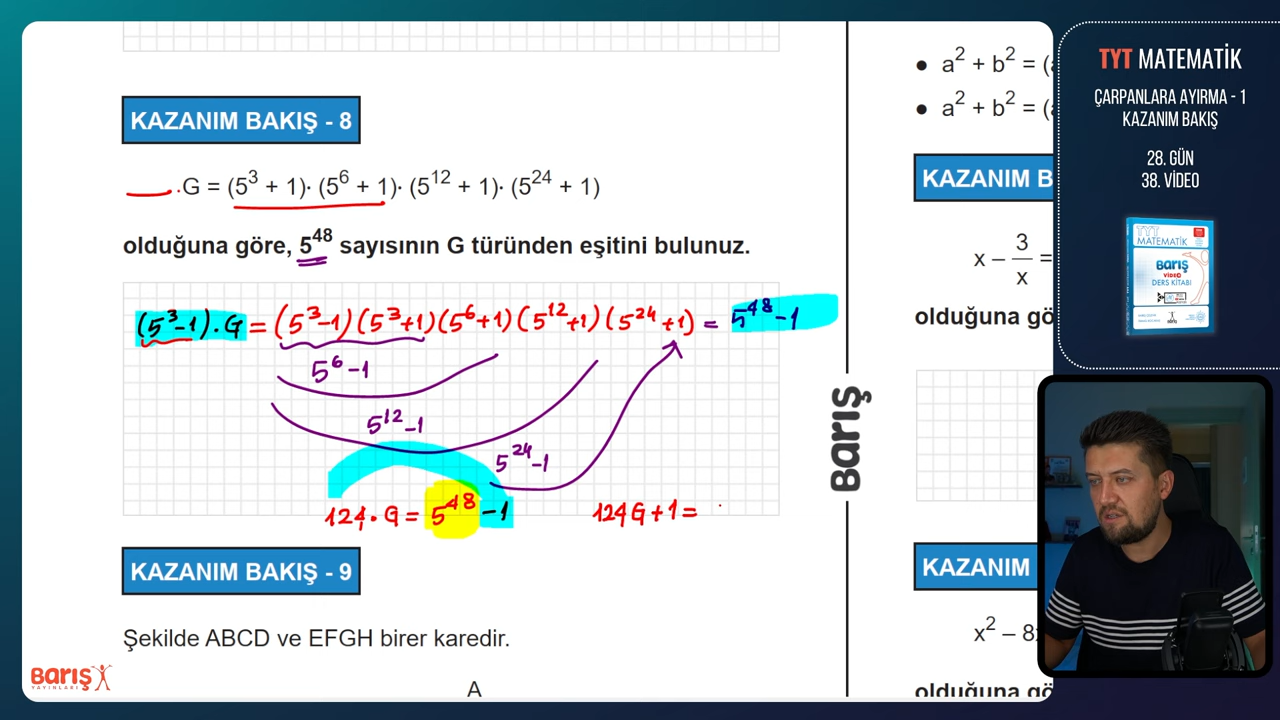 KAZANIM BAKIŞ - 8
.G = (5³ + 1)· (5⁶ + 1)· (5¹² + 1)· (5²⁴ + 1)
olduğuna göre, 5⁴⁸ sayısının G türünden eşitini bulunuz.
(5³-1).G = (5³-1)(5³+1)(5⁶+1)(5¹²+1)(5²⁴+1) = 5⁴⁸-1
5⁶-1
5¹²-1
5²⁴-1
124.G = 5⁴⁸-1
124G+1=
KAZANIM BAKIŞ - 9
Şekilde ABCD ve EFGH birer karedir.
A
BARIŞ
YAYINLARI
Barış
• a² + b² = (
• a² + b² = (
KAZANIM B
x – 3/x =
olduğuna gö
KAZANIM
x² – 8
olduğuna gö
TYT MATEMATİK
ÇARPANLARA AYIRMA - 1
KAZANIM BAKIŞ
28. GÜN
38. VİDEO
TYT
MATEMATİK
Barış
VİDEO
DERS KİTABI